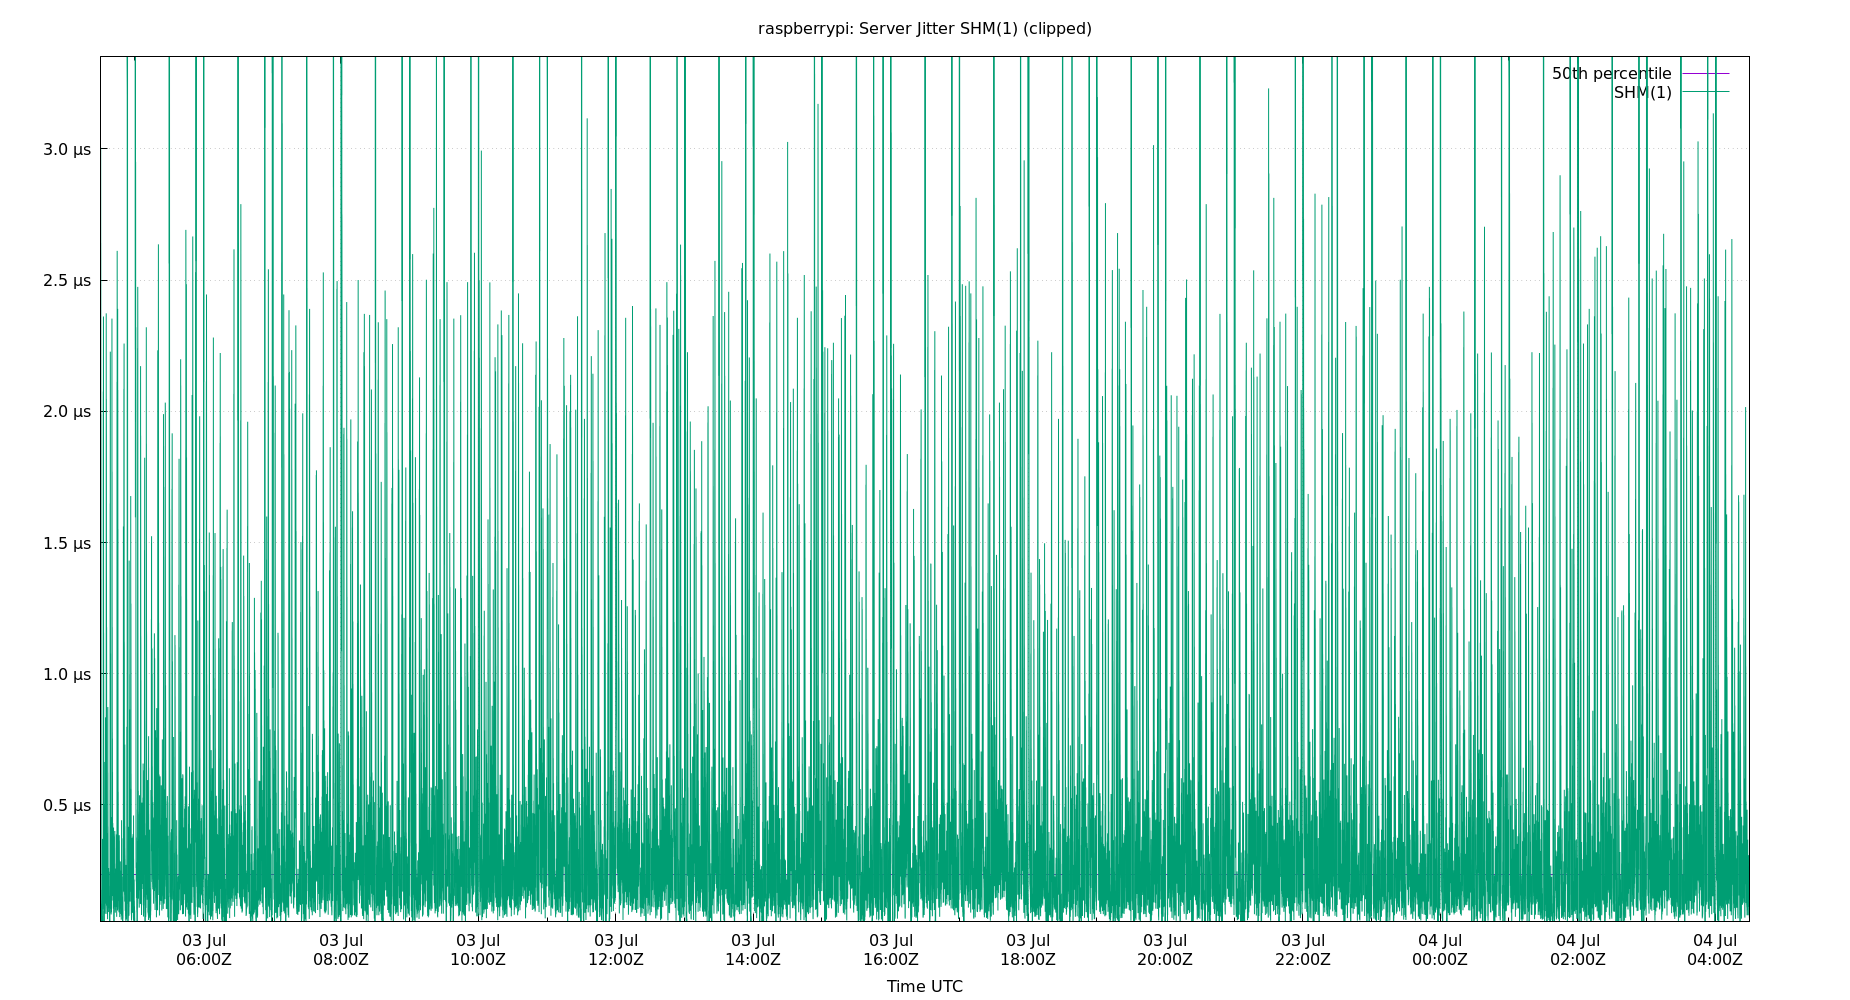 raspberrypi: Server Jitter SHM(1) (clipped)
50th percentile
SHM(1)
3.0 µs
2.5 µs
2.0 µs
1.5 µs
1.0 µs
0.5 µs
03 Jul 03 Jul 03 Jul 03 Jul 03 Jul 03 Jul 03 Jul 03 Jul 03 Jul 04 Jul 04 Jul 04 Jul
06:00Z 08:00Z 10:00Z 12:00Z 14:00Z 16:00Z 18:00Z 20:00Z 22:00Z 00:00Z 02:00Z 04:00Z
Time UTC